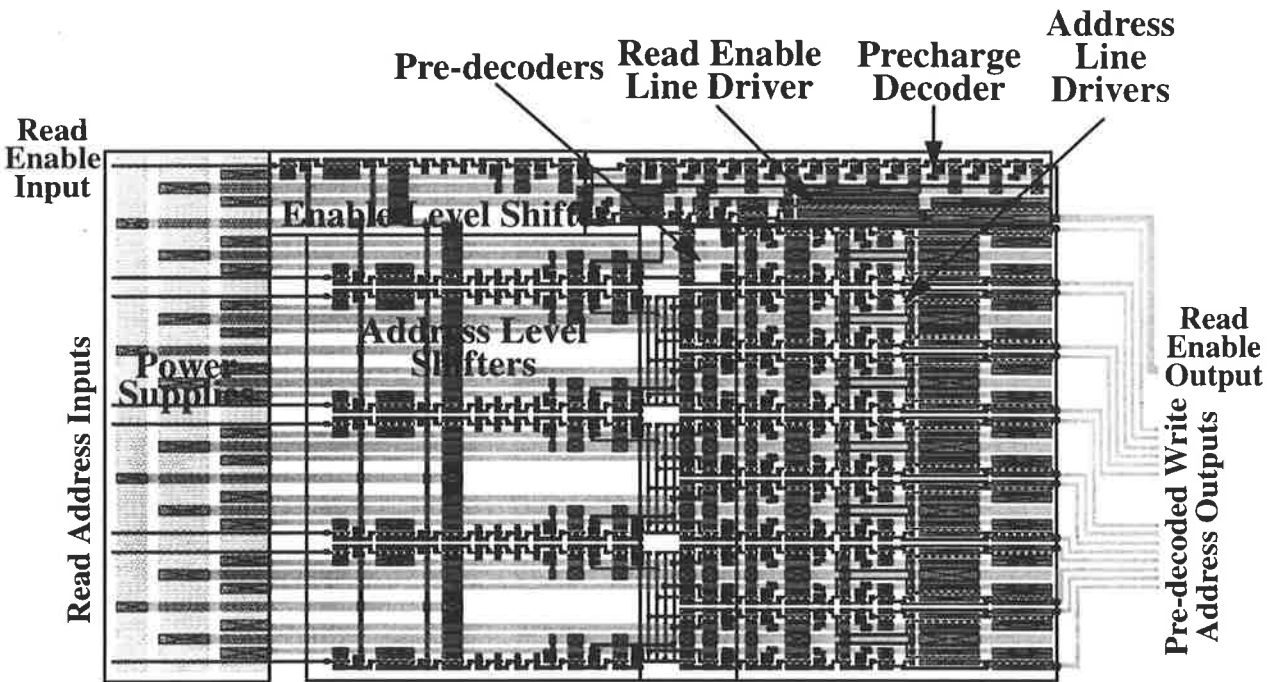 Address
Line
Drivers
Pre-decoders
Read Enable
Line Driver
Precharge
Decoder
Read
Enable
Input
Enable Level Shifter
Address Level
Shifters
Power
Supplies
Read Address Inputs
Read
Enable
Output
Pre-decoded Write
Address Outputs